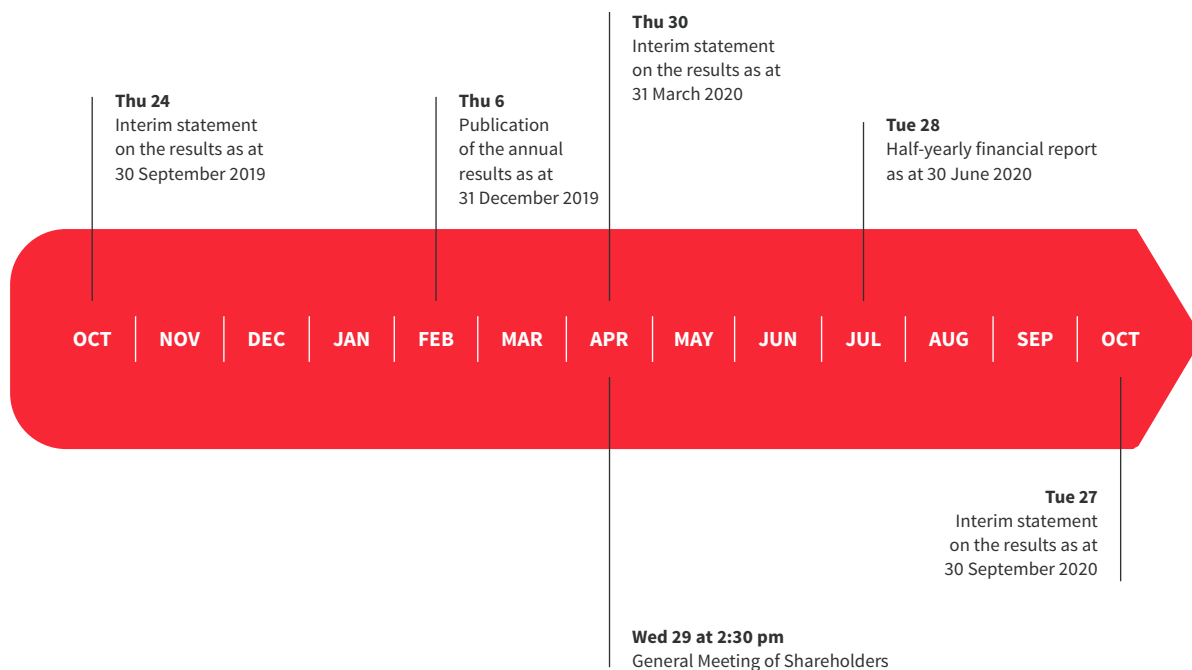 Thu 30
Interim statement
on the results as at
31 March 2020
Thu 24
Interim statement
on the results as at
30 September 2019
Thu 6
Publication
of the annual
results as at
31 December 2019
Tue 28
Half-yearly financial report
as at 30 June 2020
OCT NOV DEC JAN FEB MAR APR MAY JUN JUL AUG SEP OCT
Tue 27
Interim statement
on the results as at
30 September 2020
Wed 29 at 2:30 pm
General Meeting of Shareholders